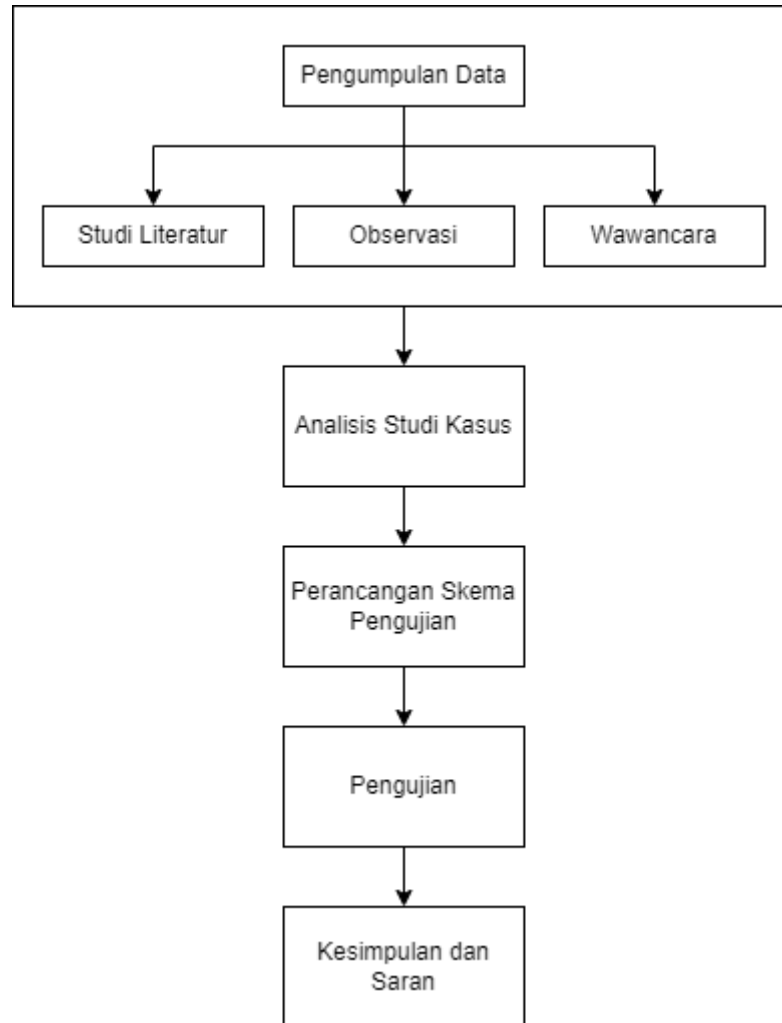 Pengumpulan Data
Studi Literatur
Observasi
Wawancara
Analisis Studi Kasus
Perancangan Skema
Pengujian
Pengujian
Kesimpulan dan
Saran